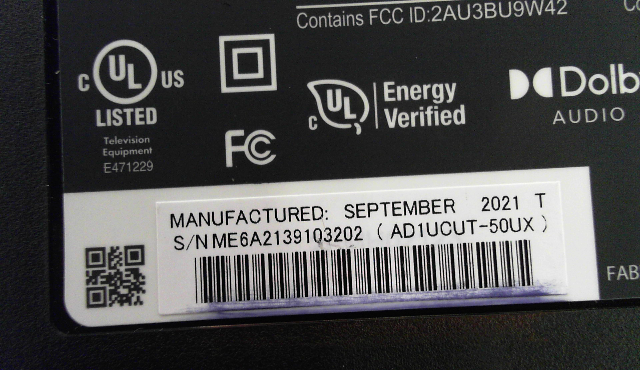 Contains FCC ID:2AU3BU9W42
Co
C UL US
LISTED
Television
Equipment
E471229
FC
C UL
Energy
Verified
Dolb
AUDIO
MANUFACTURED: SEPTEMBER 2021 T
S/N ME6A2139103202 ( AD1UCUT-50UX )
FAB